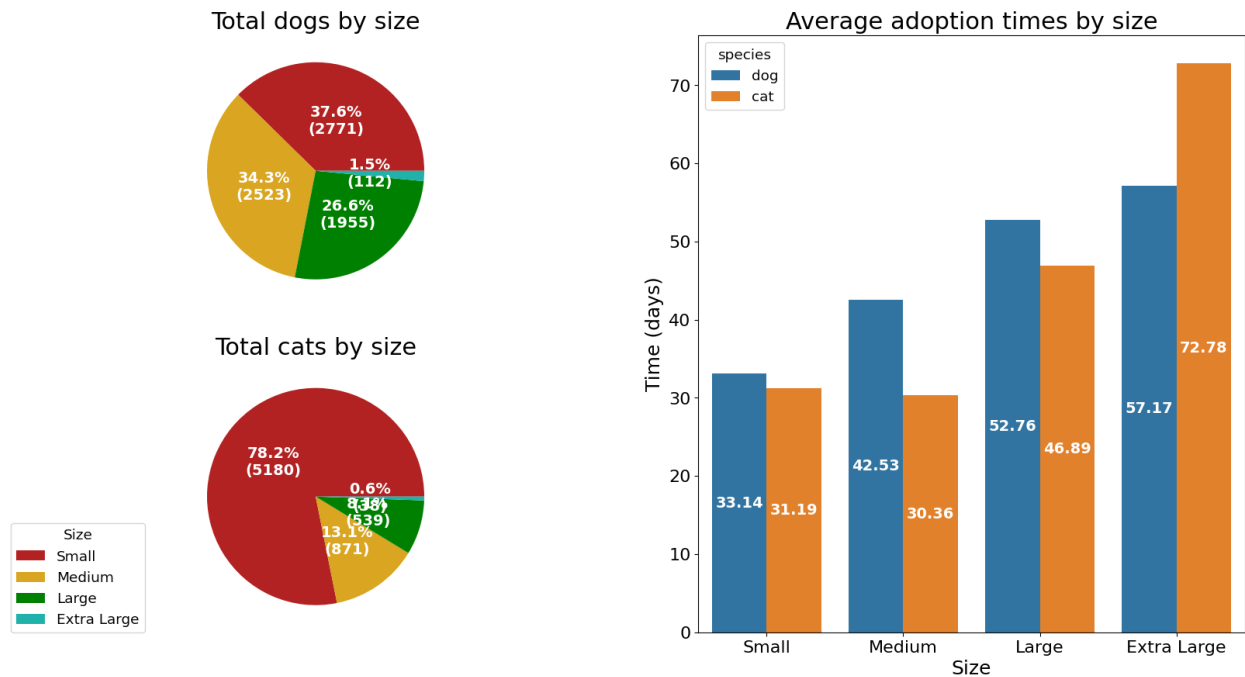 Total dogs by size
37.6%
(2771)
1.5%
(112)
34.3%
(2523)
26.6%
(1955)
Total cats by size
78.2%
(5180)
0.6%
(38)
8.1%
(539)
13.1%
(871)
Size
Small
Medium
Large
Extra Large
Average adoption times by size
species
dog
cat
Time (days)
70
60
50
40
30
20
10
0
33.14
31.19
42.53
30.36
52.76
46.89
57.17
72.78
Small
Medium
Large
Extra Large
Size